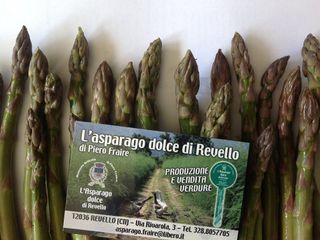 L'asparago dolce di Revello
di Piero Fraire
PRODUZIONE
E VENDITA
VERDURE
L'Asparago
dolce
di Revello
12036 REVELLO (CN) - Via Rivarola, 3 - Tel. 328.8057705
asparago.fraire@libero.it